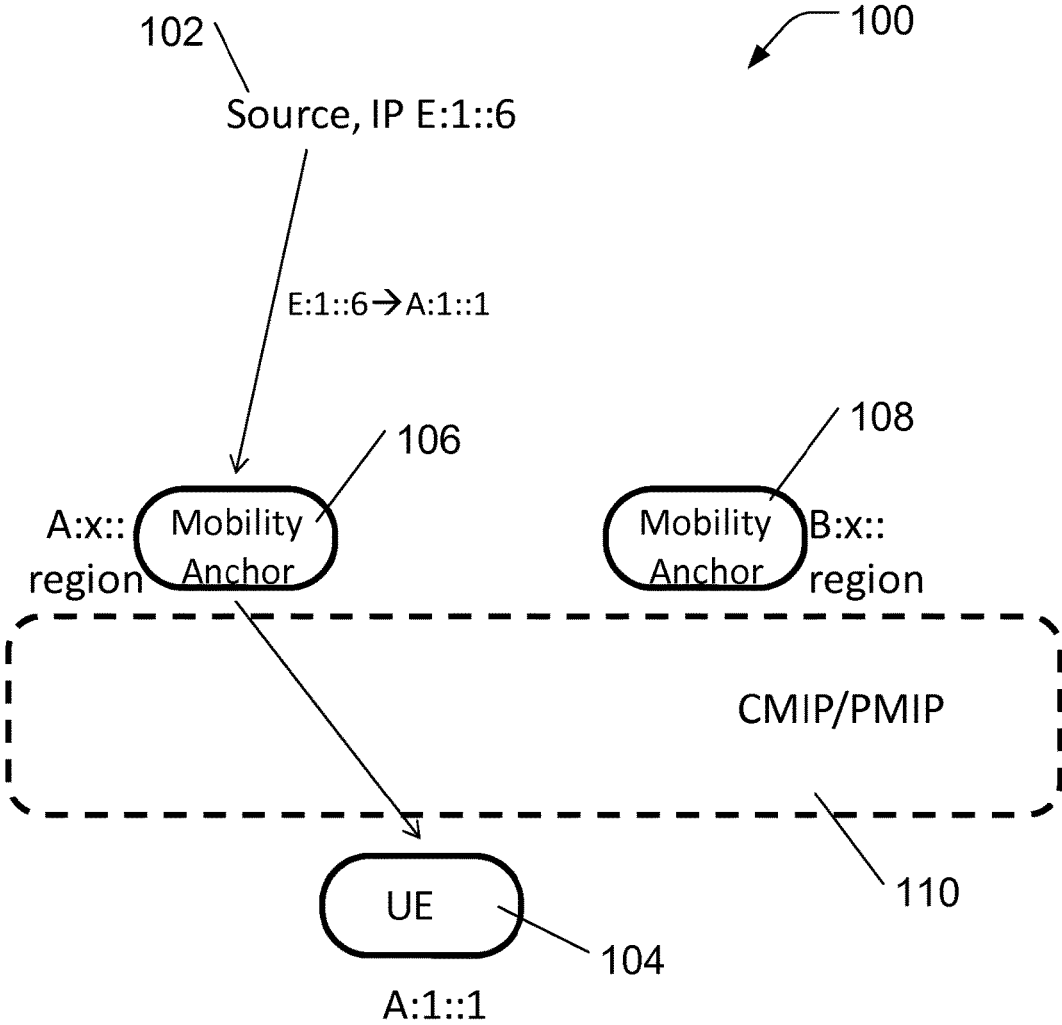 102
100
Source, IP E:1::6
E:1::6→A:1::1
106
108
A:x::
region
Mobility
Anchor
Mobility
Anchor
B:x::
region
CMIP/PMIP
110
UE
104
A:1::1